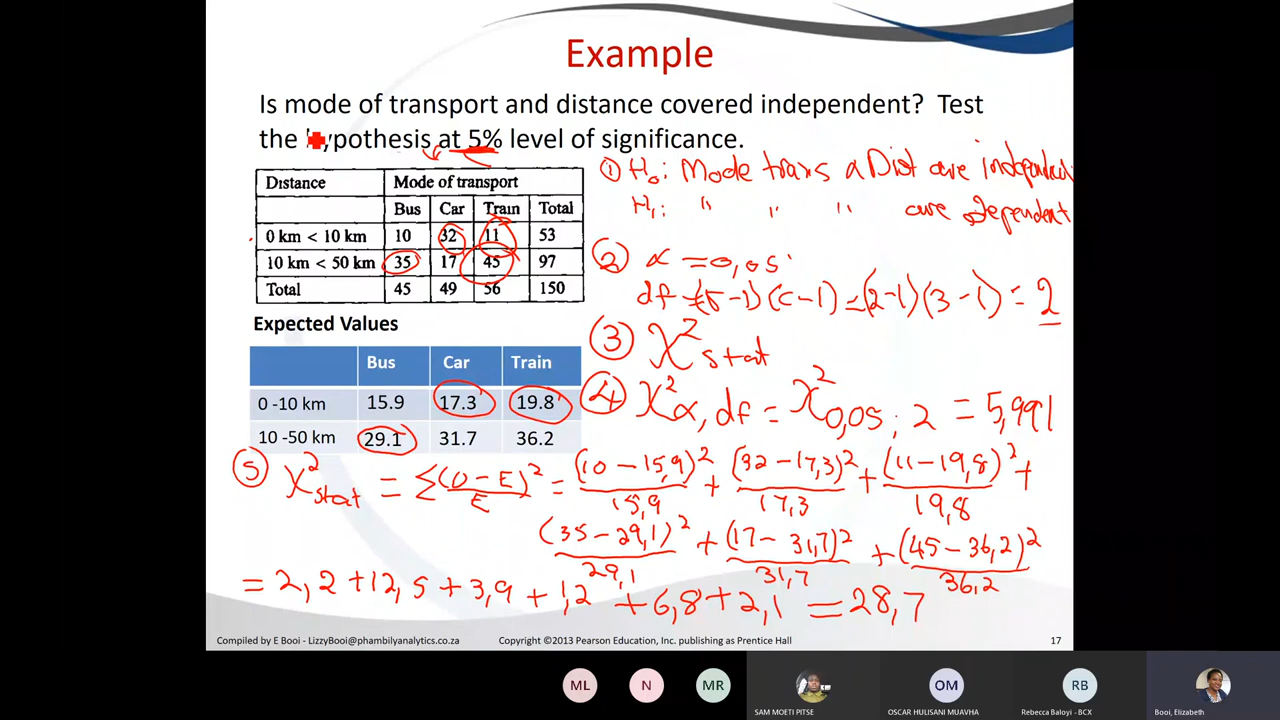 Example
Is mode of transport and distance covered independent? Test
the hypothesis at 5% level of significance.
Distance Mode of transport
Bus Car Train Total
0 km < 10 km 10 32 11 53
10 km < 50 km 35 17 45 97
Total 45 49 56 150
Expected Values
Bus Car Train
0 -10 km 15.9 17.3 19.8
10 -50 km 29.1 31.7 36.2
① H₀: Mode trans & Dist are independent
H₁: " " " are dependent
② α = 0,05
df = (r-1)(c-1) = (2-1)(3-1) = 2
③ χ² stat
④ χ²α, df = χ²0,05; 2 = 5,991
⑤ χ²stat = Σ(O-E)²/E = (10-15,9)²/15,9 + (32-17,3)²/17,3 + (11-19,8)²/19,8 +
(35-29,1)²/29,1 + (17-31,7)²/31,7 + (45-36,2)²/36,2
= 2,2 + 12,5 + 3,9 + 1,2 + 6,8 + 2,1 = 28,7
Compiled by E Booi - LizzyBooi@phambilyanalytics.co.za Copyright ©2013 Pearson Education, Inc. publishing as Prentice Hall 17
ML N MR OM RB
SAM MOETI PITSE OSCAR HULISANI MUAVHA Rebecca Baloyi - BCX Booi, Elizabeth